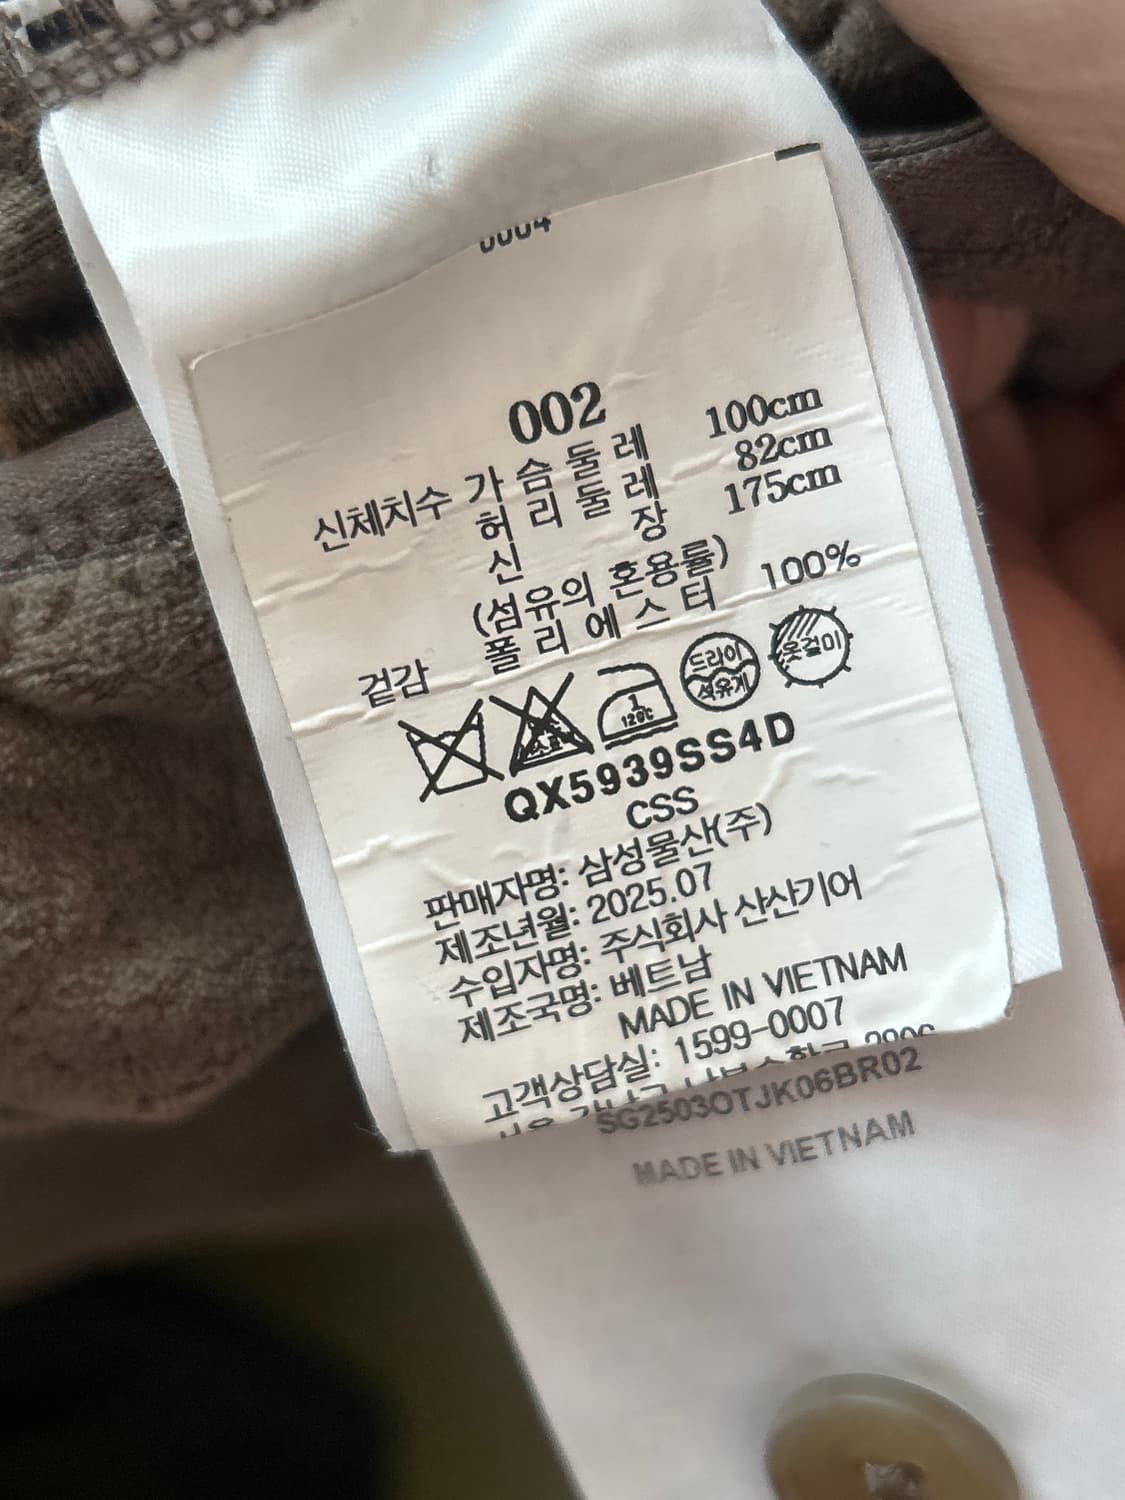 0004
002
신체치수 가 슴 둘 레 100cm
허 리 둘 레 82cm
신 장 175cm
(섬유의 혼용률)
겉감 폴 리 에 스 터 100%
1
120℃
드라이
석유계
옷걸이
QX5939SS4D
CSS
판매자명: 삼성물산(주)
제조년월: 2025.07
수입자명: 주식회사 산산기어
제조국명: 베트남
MADE IN VIETNAM
고객상담실: 1599-0007
SG2503OTJK06BR02
MADE IN VIETNAM